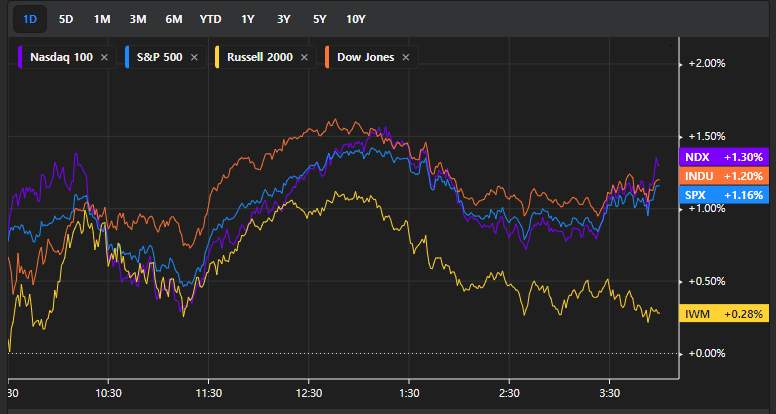 1D 5D 1M 3M 6M YTD 1Y 3Y 5Y 10Y
Nasdaq 100 × S&P 500 × Russell 2000 × Dow Jones ×
+2.00%
+1.50%
NDX +1.30%
INDU +1.20%
SPX +1.16%
+1.00%
+0.50%
IWM +0.28%
+0.00%
:30 10:30 11:30 12:30 1:30 2:30 3:30